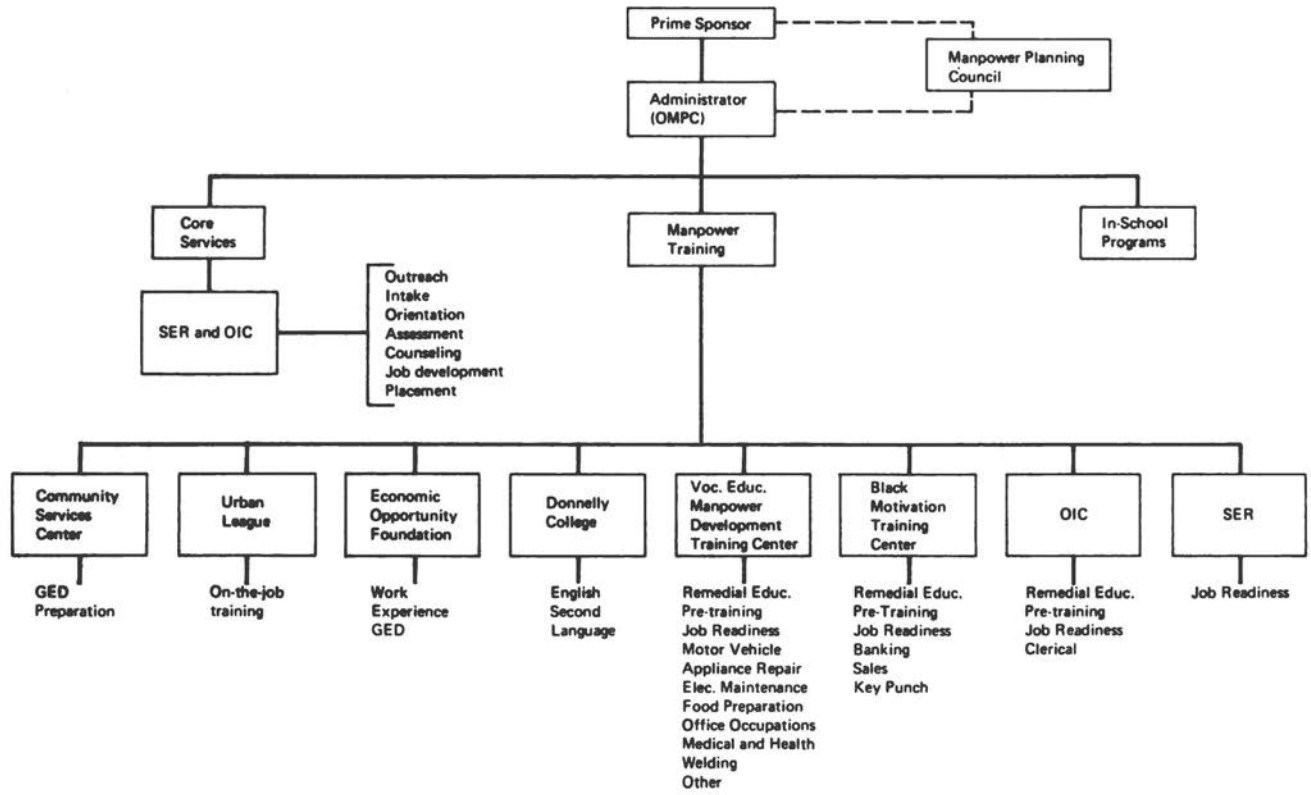 Prime Sponsor
Manpower Planning
Council
Administrator
(OMPC)
Core
Services
Manpower
Training
In-School
Programs
SER and OIC
Outreach
Intake
Orientation
Assessment
Counseling
Job development
Placement
Community
Services
Center
Urban
League
Economic
Opportunity
Foundation
Donnelly
College
Voc. Educ.
Manpower
Development
Training Center
Black
Motivation
Training
Center
OIC
SER
GED
Preparation
On-the-job
training
Work
Experience
GED
English
Second
Language
Remedial Educ.
Pre-training
Job Readiness
Motor Vehicle
Appliance Repair
Elec. Maintenance
Food Preparation
Office Occupations
Medical and Health
Welding
Other
Remedial Educ.
Pre-Training
Job Readiness
Banking
Sales
Key Punch
Remedial Educ.
Pre-training
Job Readiness
Clerical
Job Readiness